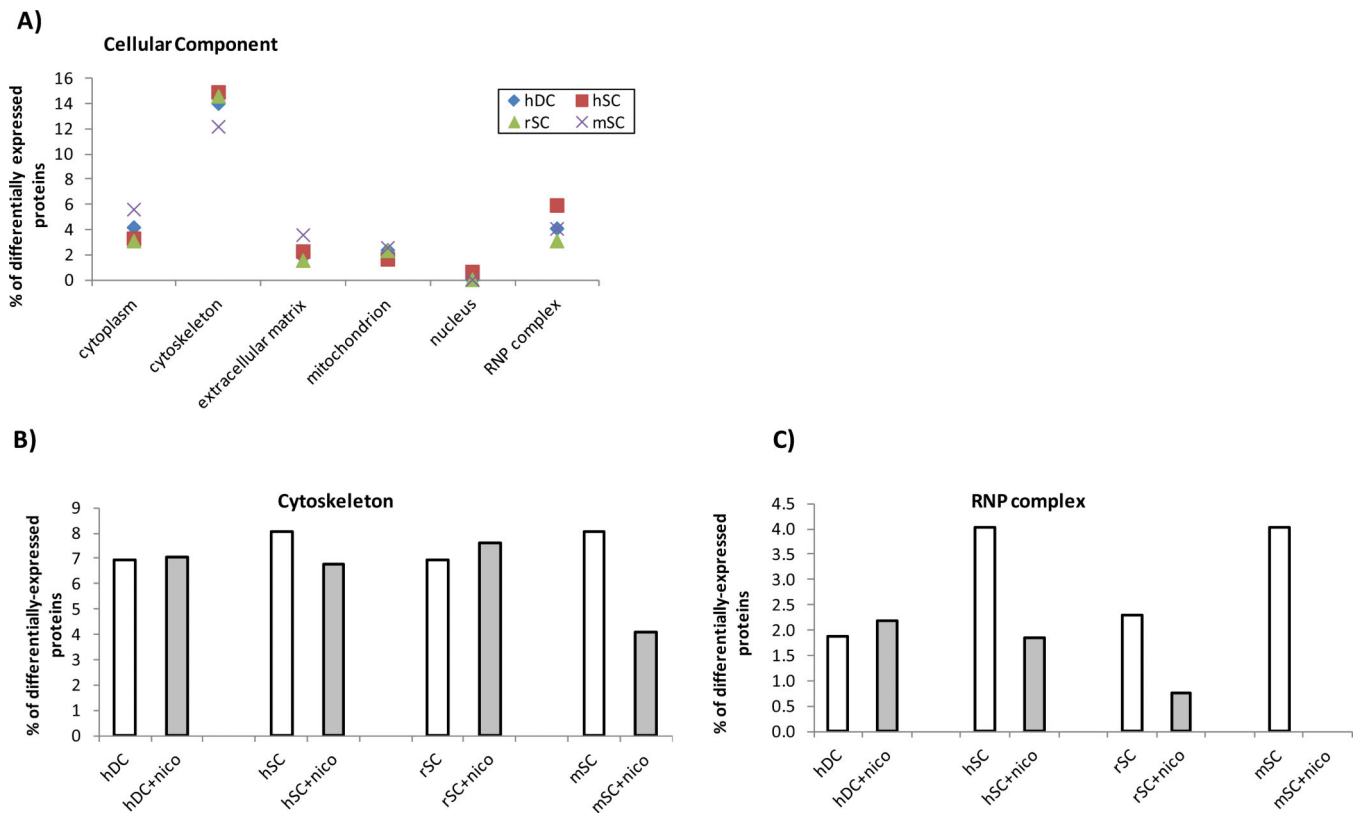 A)
Cellular Component
% of differentially expressed
proteins
16
14
12
10
8
6
4
2
0
cytoplasm
cytoskeleton
extracellular matrix
mitochondrion
nucleus
RNP complex
hDC hSC
rSC mSC
B)
Cytoskeleton
% of differentially-expressed
proteins
9
8
7
6
5
4
3
2
1
0
hDC
hDC+nico
hSC
hSC+nico
rSC
rSC+nico
mSC
mSC+nico
C)
RNP complex
% of differentially-expressed
proteins
4.5
4.0
3.5
3.0
2.5
2.0
1.5
1.0
0.5
0.0
hDC
hDC+nico
hSC
hSC+nico
rSC
rSC+nico
mSC
mSC+nico